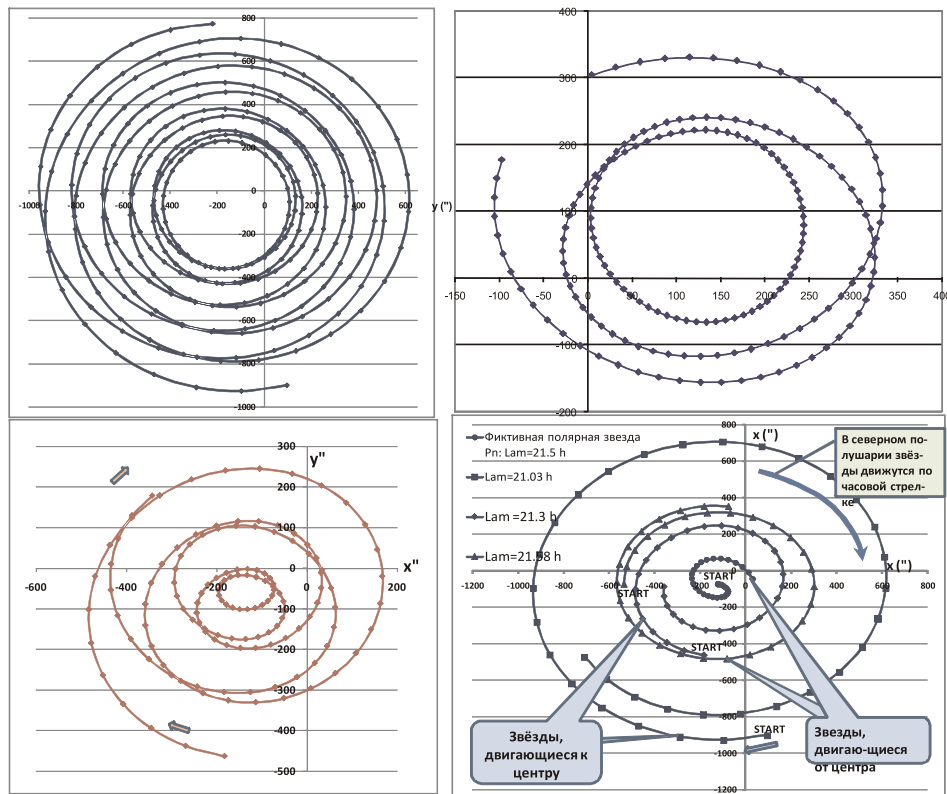 800
600
400
200
0
-200
-400
-600
-800
-1000
-1000 -800 -600 -400 -200 0 200 400 600
y (")
400
300
200
100
0
-100
-200
-150 -100 -50 0 50 100 150 200 250 300 350 400
300
200
100
0
-100
-200
-300
-400
-500
y"
x"
-600 -400 -200 0 200
Фиктивная полярная звезда
Pn: Lam=21.5 h
Lam=21.03 h
Lam =21.3 h
Lam=21.58 h
800
600
400
200
0
-200
-400
-600
-800
-1000
-1200
x (")
x (")
-1200 -1000 -800 -600 -400 -200 0 200 400 600 800
START
START
START
START
В северном по-
лушарии звёз-
ды движутся по
часовой стрел-
ке
Звёзды,
двигающиеся к
центру
Звезды,
двигаю-щиеся
от центра